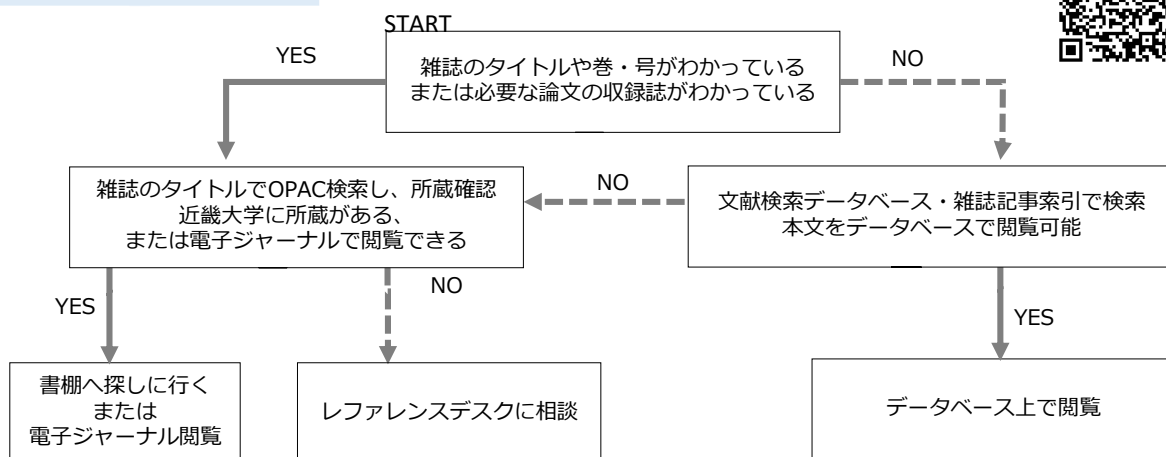 START
YES
雑誌のタイトルや巻・号がわかっている
または必要な論文の収録誌がわかっている
NO
雑誌のタイトルでOPAC検索し、所蔵確認
近畿大学に所蔵がある、
または電子ジャーナルで閲覧できる
NO
文献検索データベース・雑誌記事索引で検索
本文をデータベースで閲覧可能
YES
NO
YES
書棚へ探しに行く
または
電子ジャーナル閲覧
レファレンスデスクに相談
データベース上で閲覧